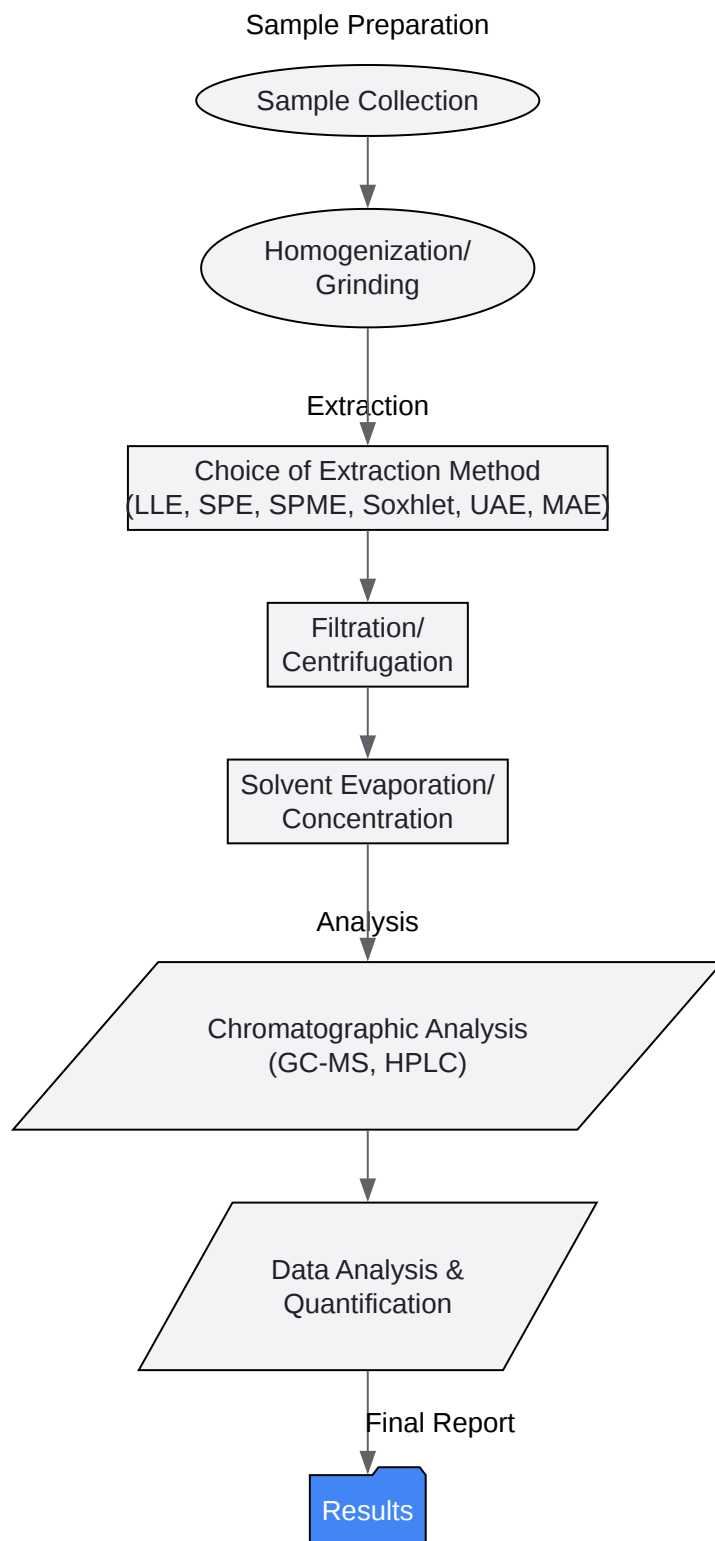 Sample Preparation
Sample Collection
Homogenization/
Grinding
Extraction
Choice of Extraction Method
(LLE, SPE, SPME, Soxhlet, UAE, MAE)
Filtration/
Centrifugation
Solvent Evaporation/
Concentration
Analysis
Chromatographic Analysis
(GC-MS, HPLC)
Data Analysis &
Quantification
Final Report
Results